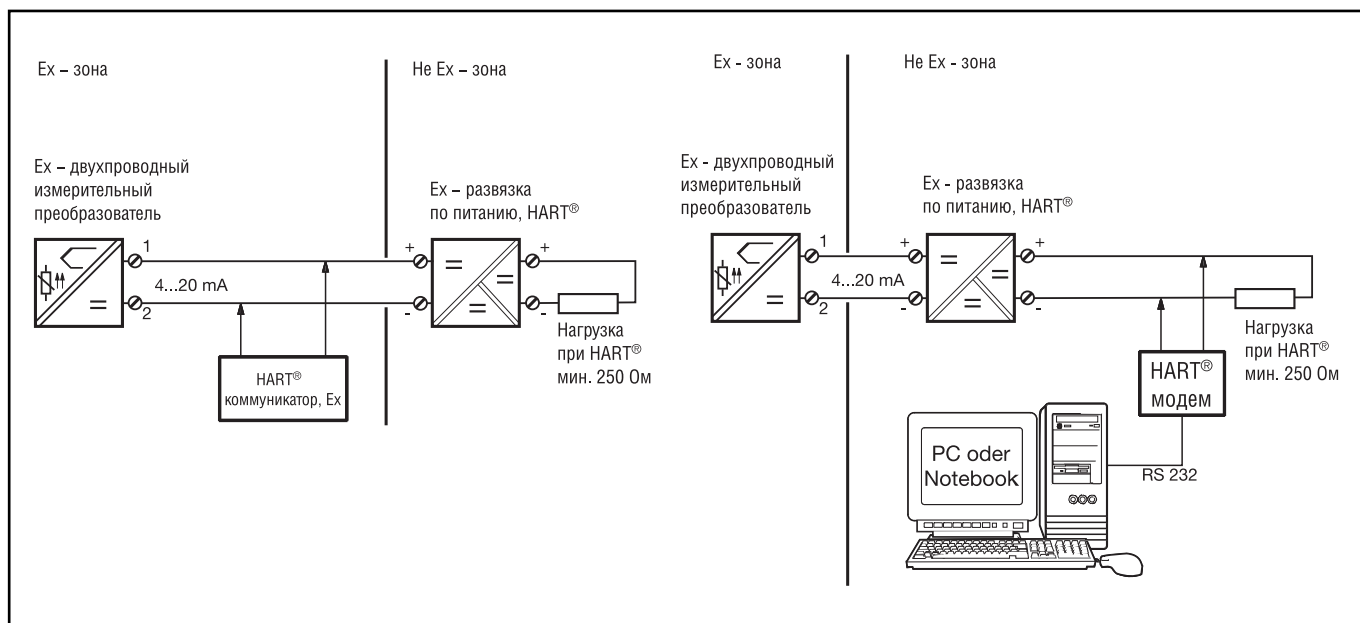 Ex – зона
Не Ex – зона
Ex – двухпроводный
измерительный
преобразователь
Ex – развязка
по питанию, HART®
1
2
4...20 mA
+
-
+
-
HART®
коммуникатор, Ex
Нагрузка
при HART®
мин. 250 Ом
Ex - зона
Не Ex - зона
Ex - двухпроводный
измерительный
преобразователь
Ex - развязка
по питанию, HART®
1
2
4...20 mA
+
-
+
-
Нагрузка
при HART®
мин. 250 Ом
HART®
модем
RS 232
PC oder
Notebook